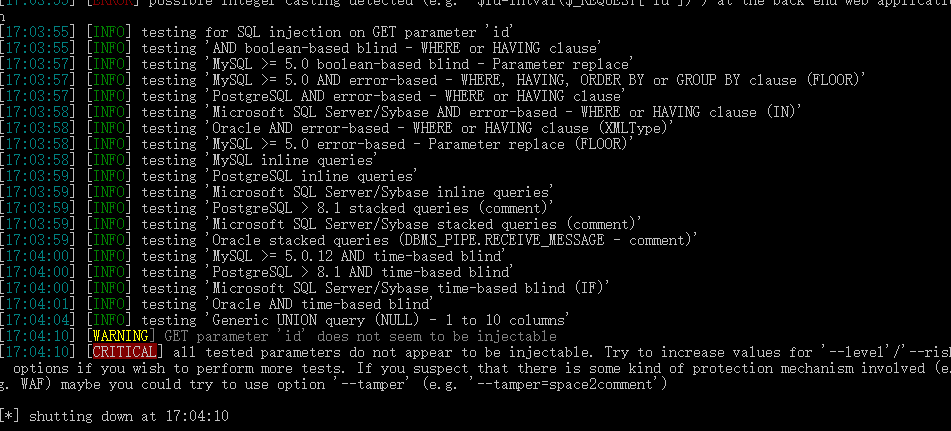 [17:03:55] [ERROR] possible integer casting detected (e.g. "$id=intval($_REQUEST['id'])") at the back end web applicatio
n
[17:03:55] [INFO] testing for SQL injection on GET parameter 'id'
[17:03:55] [INFO] testing 'AND boolean-based blind - WHERE or HAVING clause'
[17:03:57] [INFO] testing 'MySQL >= 5.0 boolean-based blind - Parameter replace'
[17:03:57] [INFO] testing 'MySQL >= 5.0 AND error-based - WHERE, HAVING, ORDER BY or GROUP BY clause (FLOOR)'
[17:03:57] [INFO] testing 'PostgreSQL AND error-based - WHERE or HAVING clause'
[17:03:58] [INFO] testing 'Microsoft SQL Server/Sybase AND error-based - WHERE or HAVING clause (IN)'
[17:03:58] [INFO] testing 'Oracle AND error-based - WHERE or HAVING clause (XMLType)'
[17:03:58] [INFO] testing 'MySQL >= 5.0 error-based - Parameter replace (FLOOR)'
[17:03:58] [INFO] testing 'MySQL inline queries'
[17:03:59] [INFO] testing 'PostgreSQL inline queries'
[17:03:59] [INFO] testing 'Microsoft SQL Server/Sybase inline queries'
[17:03:59] [INFO] testing 'PostgreSQL > 8.1 stacked queries (comment)'
[17:03:59] [INFO] testing 'Microsoft SQL Server/Sybase stacked queries (comment)'
[17:03:59] [INFO] testing 'Oracle stacked queries (DBMS_PIPE.RECEIVE_MESSAGE - comment)'
[17:04:00] [INFO] testing 'MySQL >= 5.0.12 AND time-based blind'
[17:04:00] [INFO] testing 'PostgreSQL > 8.1 AND time-based blind'
[17:04:00] [INFO] testing 'Microsoft SQL Server/Sybase time-based blind (IF)'
[17:04:01] [INFO] testing 'Oracle AND time-based blind'
[17:04:04] [INFO] testing 'Generic UNION query (NULL) - 1 to 10 columns'
[17:04:10] [WARNING] GET parameter 'id' does not seem to be injectable
[17:04:10] [CRITICAL] all tested parameters do not appear to be injectable. Try to increase values for '--level'/'--ris
options if you wish to perform more tests. If you suspect that there is some kind of protection mechanism involved (e.
g. WAF) maybe you could try to use option '--tamper' (e.g. '--tamper=space2comment')
[*] shutting down at 17:04:10